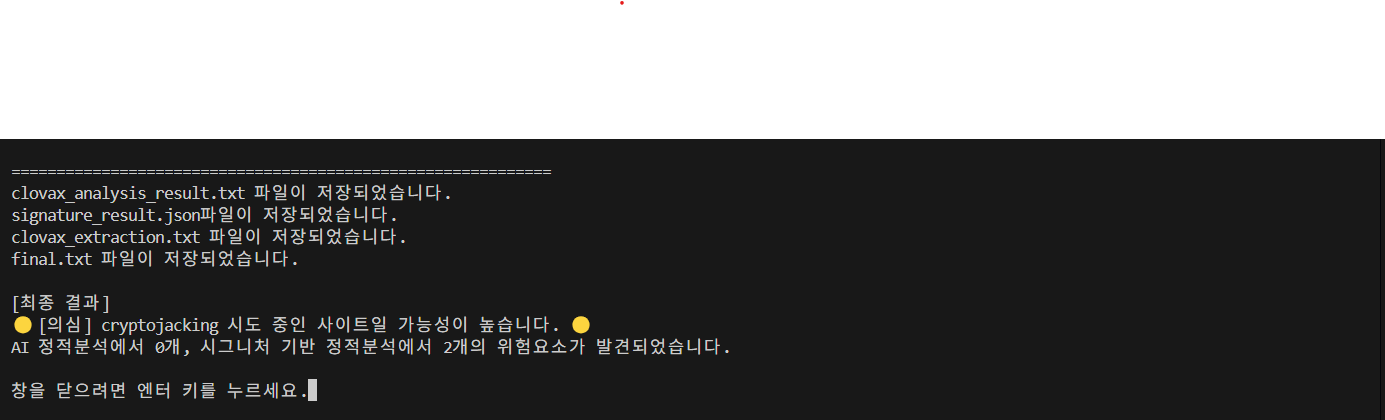 ============================================================
clovax_analysis_result.txt 파일이 저장되었습니다.
signature_result.json파일이 저장되었습니다.
clovax_extraction.txt 파일이 저장되었습니다.
final.txt 파일이 저장되었습니다.
[최종 결과]
🟡 [의심] cryptojacking 시도 중인 사이트일 가능성이 높습니다. 🟡
AI 정적분석에서 0개, 시그니처 기반 정적분석에서 2개의 위험요소가 발견되었습니다.
창을 닫으려면 엔터 키를 누르세요.